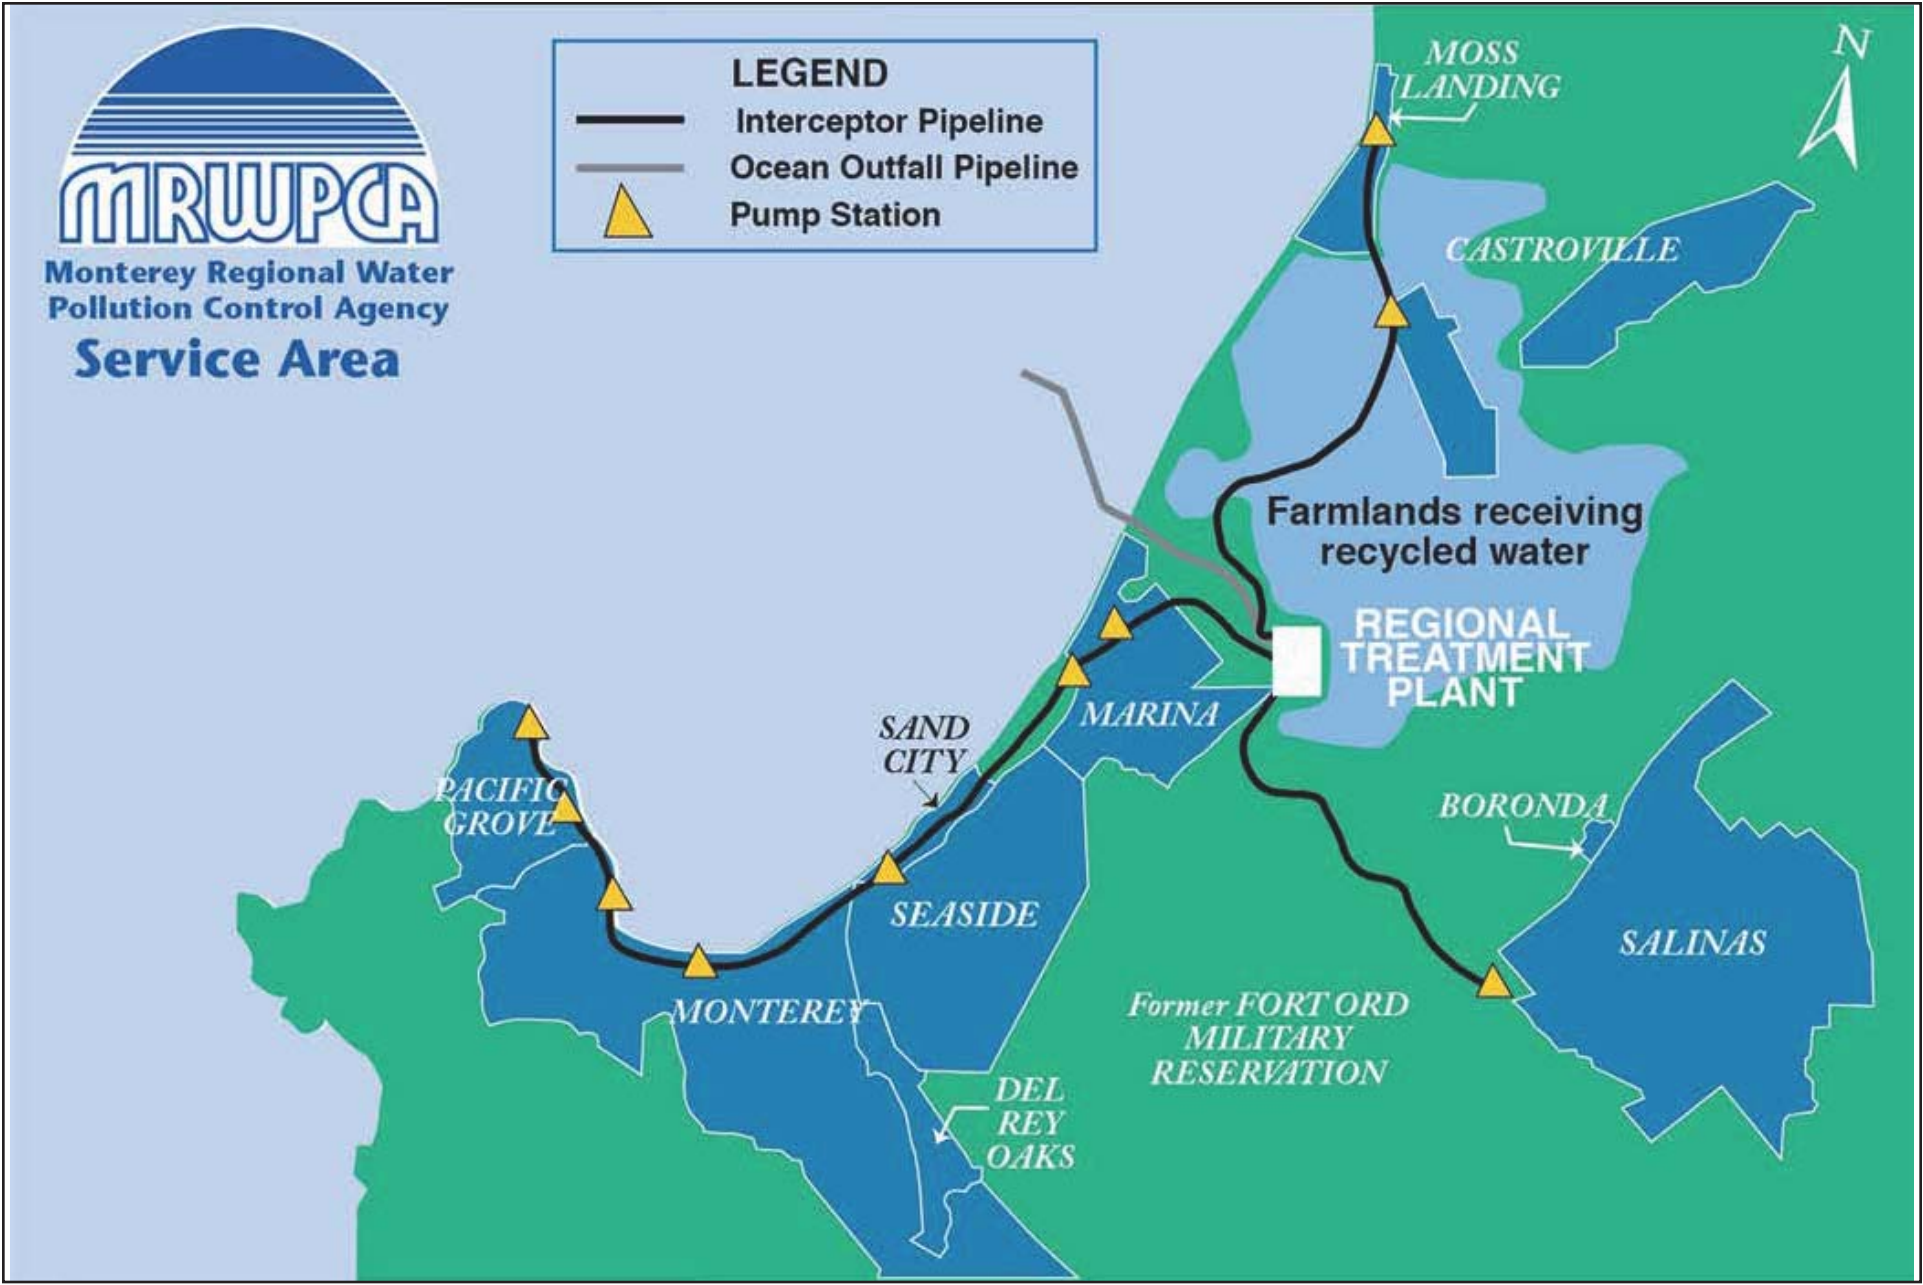 MRWPCA
Monterey Regional Water
Pollution Control Agency
Service Area
LEGEND
Interceptor Pipeline
Ocean Outfall Pipeline
Pump Station
N
MOSS
LANDING
CASTROVILLE
Farmlands receiving
recycled water
REGIONAL
TREATMENT
PLANT
MARINA
SAND
CITY
PACIFIC
GROVE
BORONDA
SEASIDE
SALINAS
MONTEREY
Former FORT ORD
MILITARY
RESERVATION
DEL
REY
OAKS